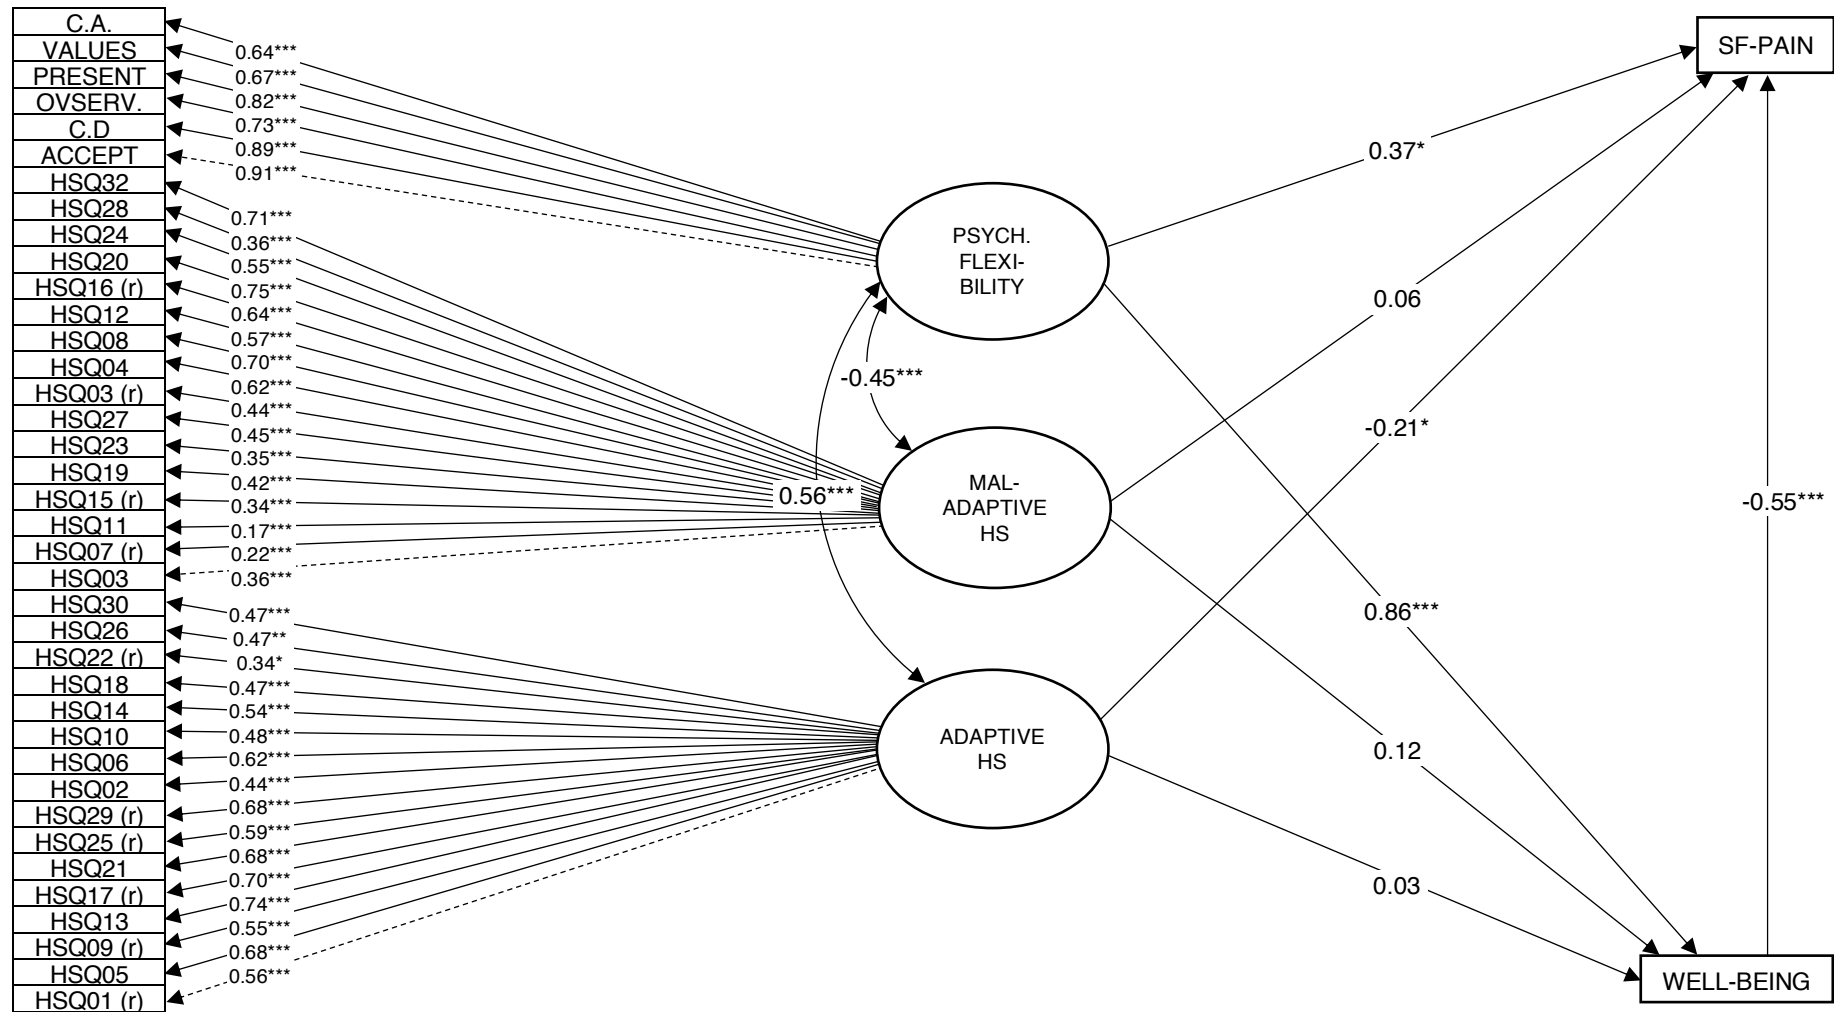 C.A.
VALUES
PRESENT
OVSERV.
C.D
ACCEPT
HSQ32
HSQ28
HSQ24
HSQ20
HSQ16 (r)
HSQ12
HSQ08
HSQ04
HSQ03 (r)
HSQ27
HSQ23
HSQ19
HSQ15 (r)
HSQ11
HSQ07 (r)
HSQ03
HSQ30
HSQ26
HSQ22 (r)
HSQ18
HSQ14
HSQ10
HSQ06
HSQ02
HSQ29 (r)
HSQ25 (r)
HSQ21
HSQ17 (r)
HSQ13
HSQ09 (r)
HSQ05
HSQ01 (r)
0.64***
0.67***
0.82***
0.73***
0.89***
0.91***
0.71***
0.36***
0.55***
0.75***
0.64***
0.57***
0.70***
0.62***
0.44***
0.45***
0.35***
0.42***
0.34***
0.17***
0.22***
0.36***
0.47***
0.47**
0.34*
0.47***
0.54***
0.48***
0.62***
0.44***
0.68***
0.59***
0.68***
0.70***
0.74***
0.55***
0.68***
0.56***
PSYCH.
FLEXI-
BILITY
-0.45***
MAL-
ADAPTIVE
HS
0.56***
ADAPTIVE
HS
0.37*
0.06
-0.21*
0.86***
0.12
0.03
SF-PAIN
-0.55***
WELL-BEING